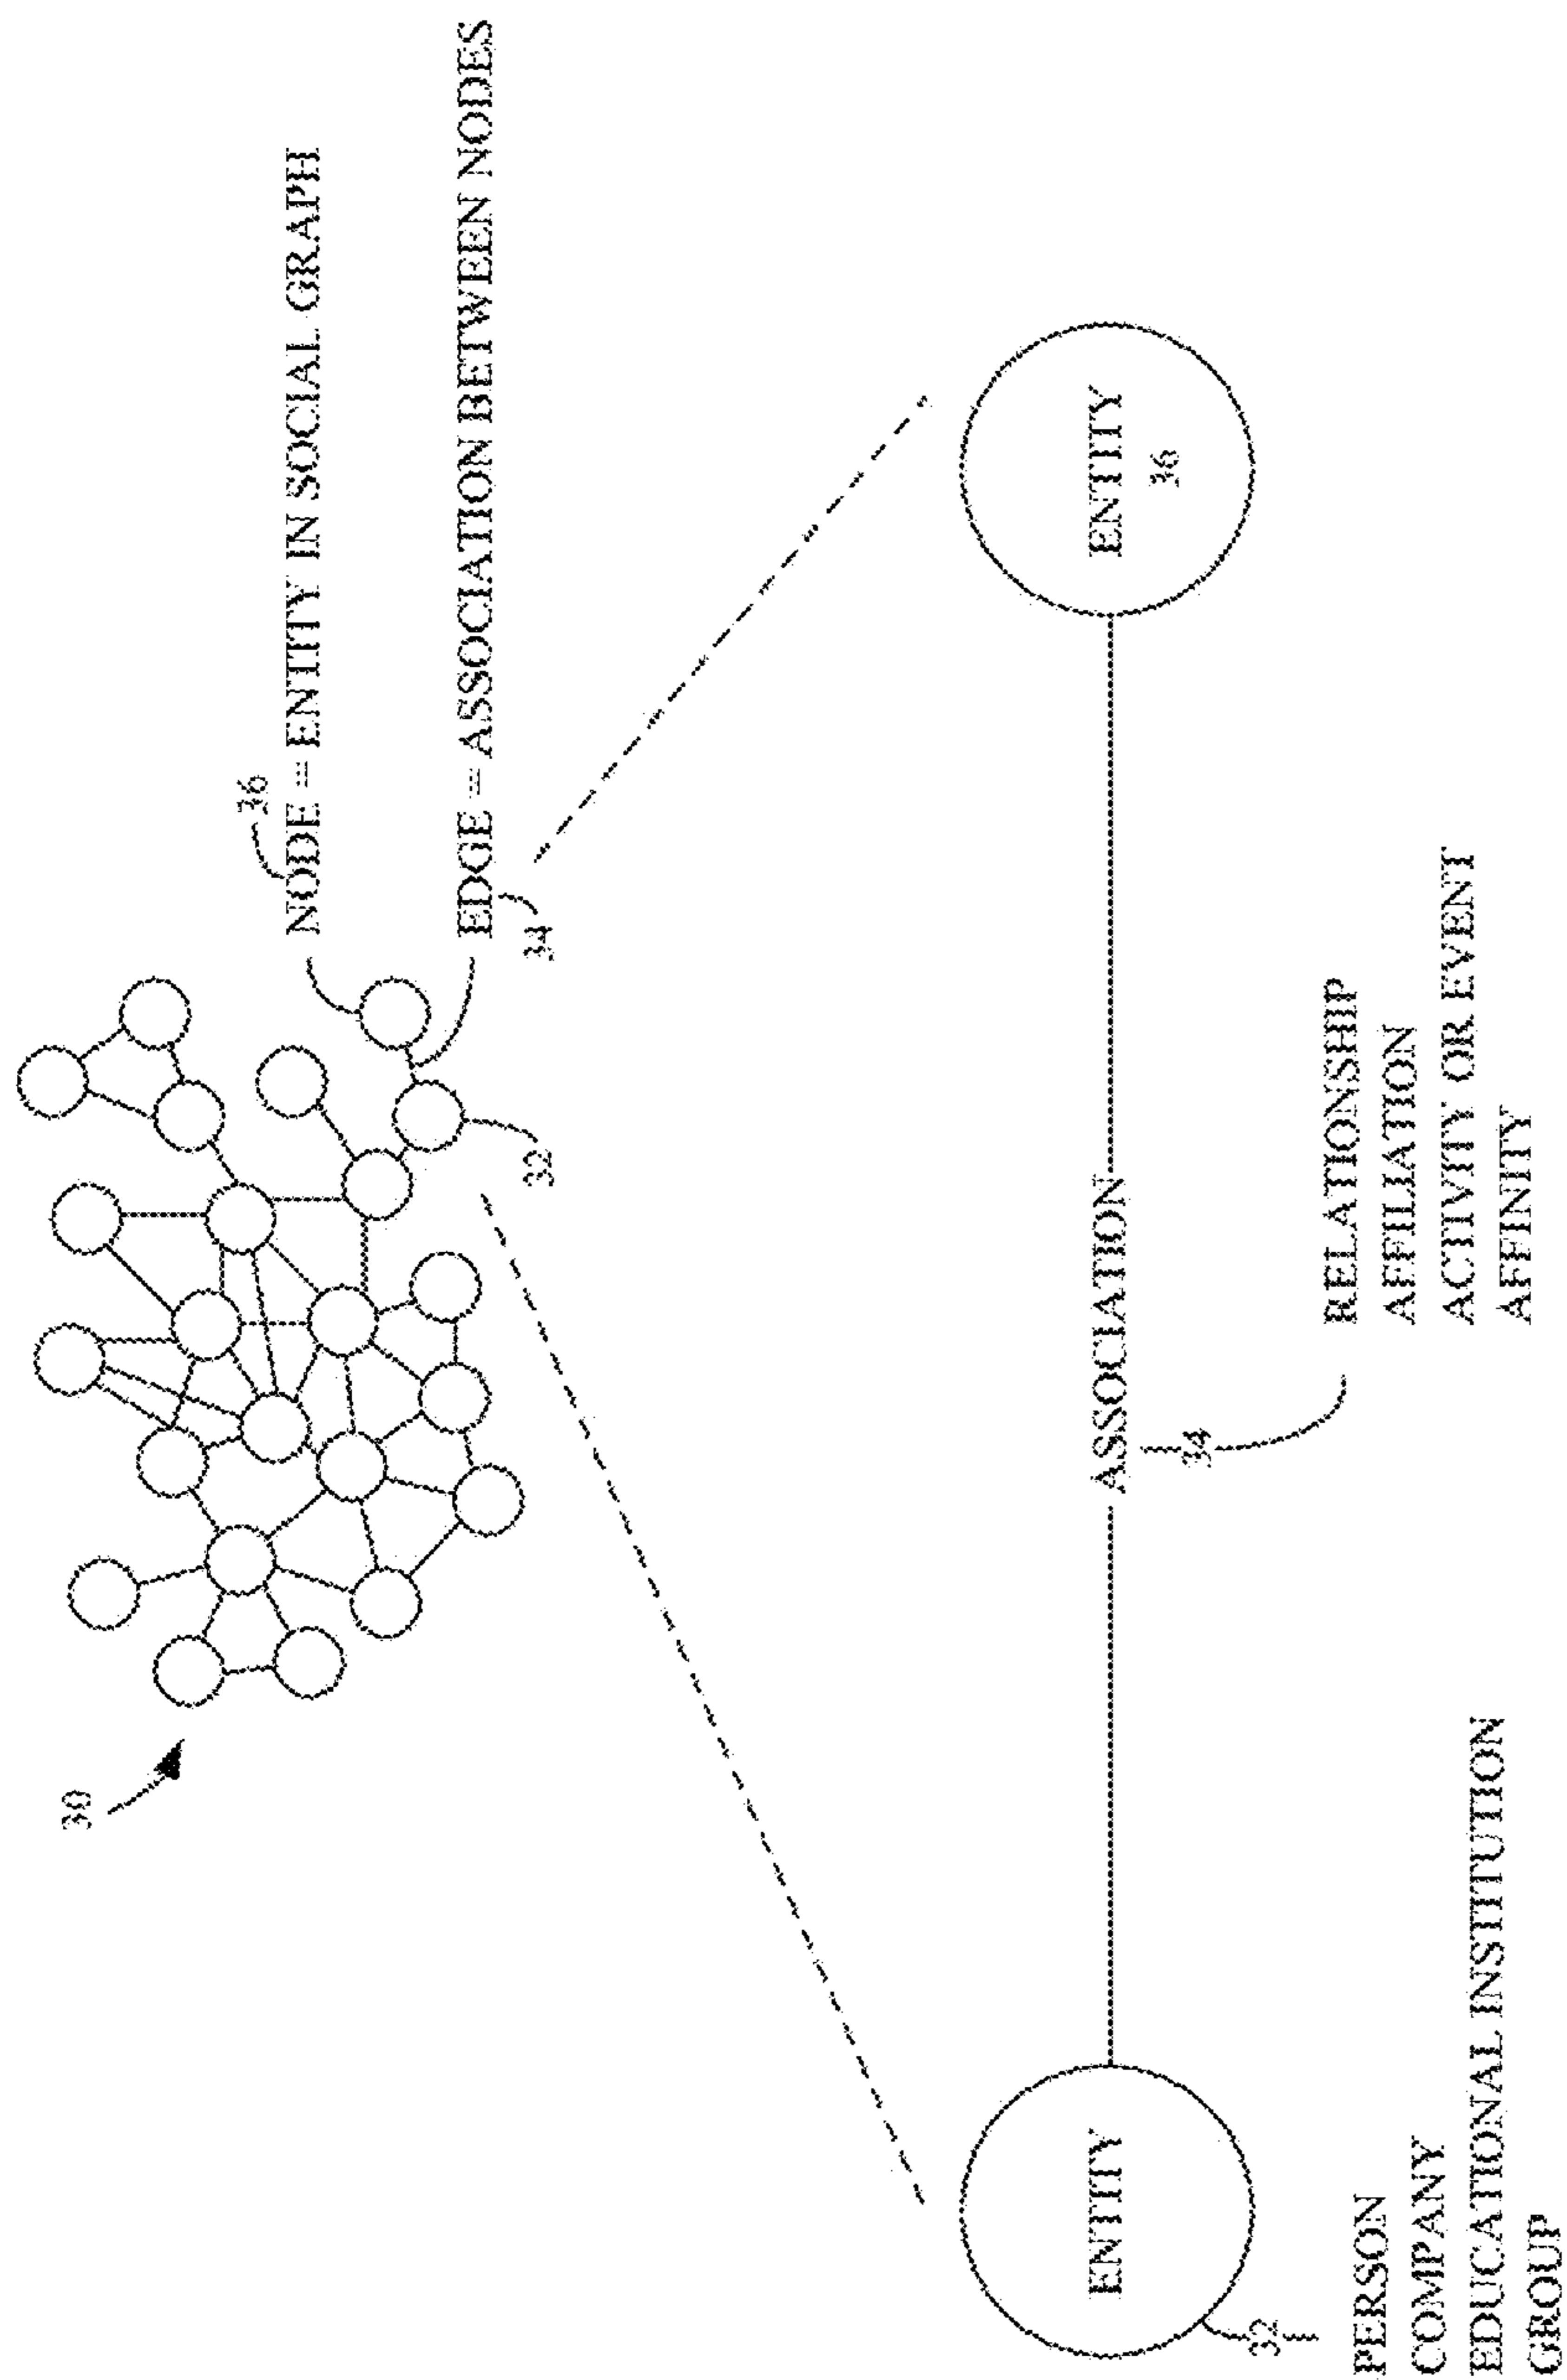 30
36
NODE = ENTITY IN SOCIAL GRAPH
EDGE = ASSOCIATION BETWEEN NODES
34
32
ENTITY
ASSOCIATION
ENTITY
36
34
32
PERSON
COMPANY
EDUCATIONAL INSTITUTION
GROUP
RELATIONSHIP
AFFILIATION
ACTIVITY OR EVENT
AFFINITY